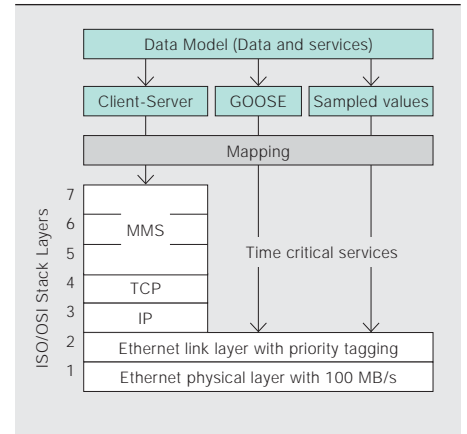 Data Model (Data and services)
Client-Server
GOOSE
Sampled values
Mapping
ISO/OSI Stack Layers
7
6
MMS
5
Time critical services
4
TCP
3
IP
2
Ethernet link layer with priority tagging
1
Ethernet physical layer with 100 MB/s